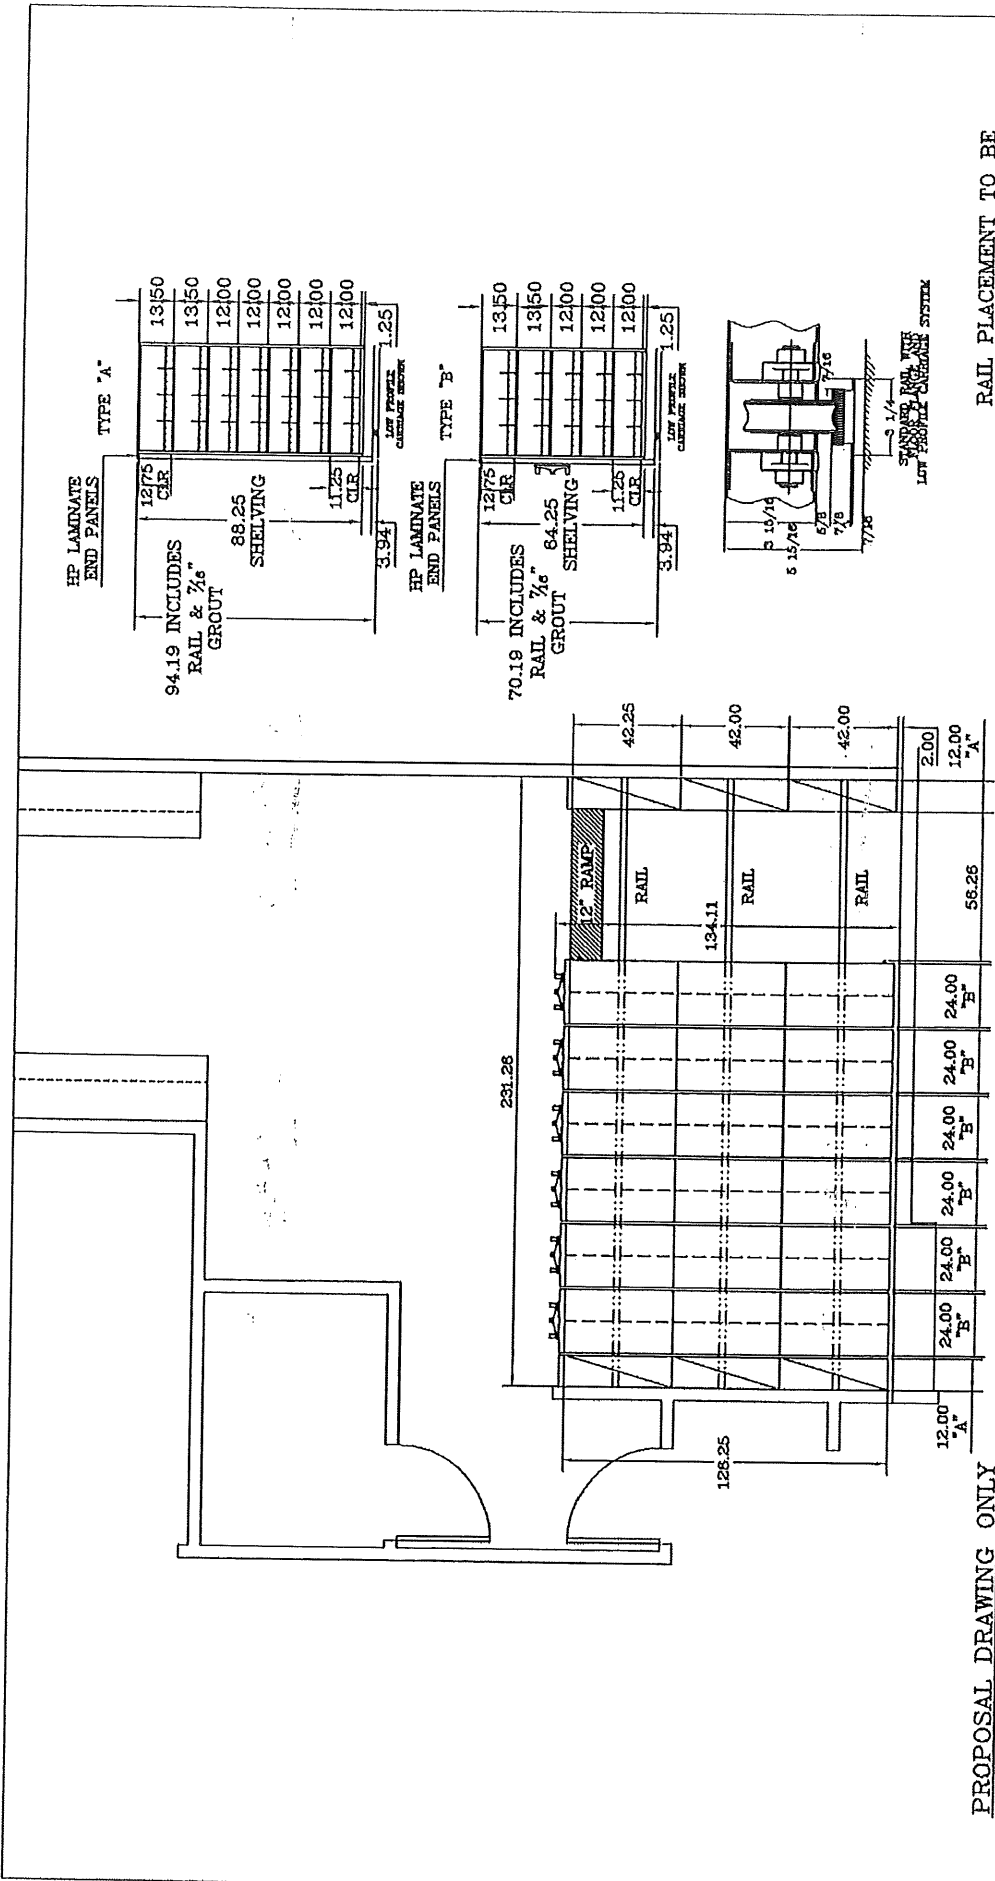 HP LAMINATE
END PANELS
TYPE "A"
12.75
CLR
88.25
SHELVING
11.25
CLR
94.19 INCLUDES
RAIL & 7/16"
GROUT
3.94
13.50
13.50
12.00
12.00
12.00
12.00
12.00
1.25
LOW PROFILE
CARRIAGE SHOWN
HP LAMINATE
END PANELS
TYPE "B"
12.75
CLR
64.25
SHELVING
11.25
CLR
70.19 INCLUDES
RAIL & 7/16"
GROUT
3.94
13.50
13.50
12.00
12.00
12.00
1.25
LOW PROFILE
CARRIAGE SHOWN
3 15/16
5 15/16
5/8
7/8
7/16
7/16
3 1/4
STANDARD RAIL WITH
LOW PROFILE CARRIAGE SYSTEM
231.26
12" RAMP
RAIL
RAIL
RAIL
134.11
42.25
42.00
42.00
2.00
128.25
12.00
"A"
24.00
"B"
24.00
"B"
24.00
"B"
24.00
"B"
24.00
"B"
24.00
"B"
56.26
12.00
"A"
PROPOSAL DRAWING ONLY
RAIL PLACEMENT TO BE